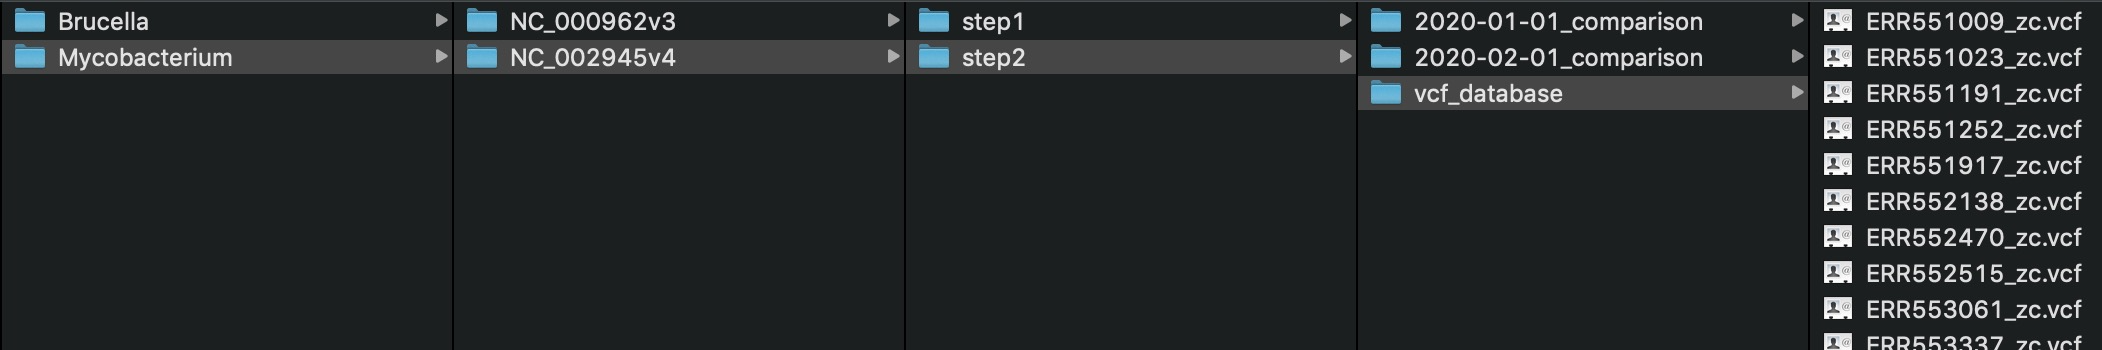 Brucella
Mycobacterium
NC_000962v3
NC_002945v4
step1
step2
2020-01-01_comparison
2020-02-01_comparison
vcf_database
ERR551009_zc.vcf
ERR551023_zc.vcf
ERR551191_zc.vcf
ERR551252_zc.vcf
ERR551917_zc.vcf
ERR552138_zc.vcf
ERR552470_zc.vcf
ERR552515_zc.vcf
ERR553061_zc.vcf
ERR553337_zc.vcf